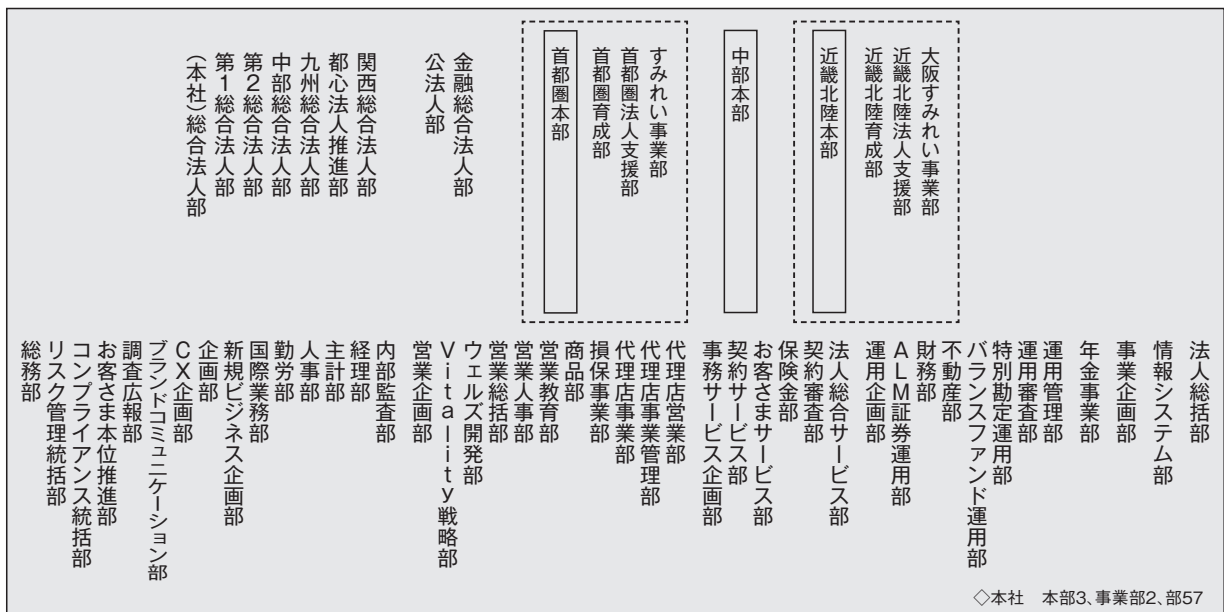 関西総合法人部
都心法人推進部
九州総合法人部
中部総合法人部
第2総合法人部
第1総合法人部
(本社)総合法人部
金融総合法人部
公法人部
すみれい事業部
首都圏法人支援部
首都圏育成部
首都圏本部
中部本部
大阪すみれい事業部
近畿北陸法人支援部
近畿北陸育成部
近畿北陸本部
法人総括部
情報システム部
事業企画部
年金事業部
運用管理部
運用審査部
特別勘定運用部
バランスファンド運用部
不動産部
財務部
ALM証券運用部
運用企画部
法人総合サービス部
契約審査部
保険金部
お客さまサービス部
契約サービス部
事務サービス企画部
代理店営業部
代理店事業管理部
代理店事業部
損保事業部
商品部
営業教育部
営業人事部
営業総括部
ウェルズ開発部
Vitality戦略部
営業企画部
内部監査部
経理部
主計部
人事部
勤労部
国際業務部
新規ビジネス企画部
企画部
CX企画部
ブランドコミュニケーション部
調査広報部
お客さま本位推進部
コンプライアンス統括部
リスク管理統括部
総務部
◇本社 本部3、事業部2、部57